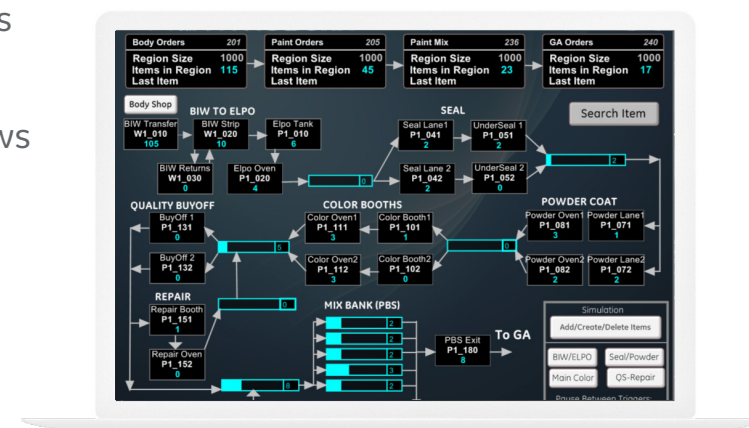 s
ws
Body Orders 201
Region Size 1000
Items in Region 115
Last Item
Paint Orders 205
Region Size 1000
Items in Region 45
Last Item
Paint Mix 236
Region Size 1000
Items in Region 23
Last Item
GA Orders 240
Region Size 1000
Items in Region 17
Last Item
Body Shop
Search Item
BIW TO ELPO
BIW Transfer
W1_010
105
BIW Strip
W1_020
10
Elpo Tank
P1_010
6
BIW Returns
W1_030
0
Elpo Oven
P1_020
4
0
SEAL
Seal Lane1
P1_041
2
UnderSeal 1
P1_051
2
Seal Lane 2
P1_042
2
UnderSeal 2
P1_052
0
2
QUALITY BUYOFF
BuyOff 1
P1_131
0
BuyOff 2
P1_132
0
5
COLOR BOOTHS
Color Oven1
P1_111
3
Color Booth1
P1_101
1
Color Oven2
P1_112
3
Color Booth2
P1_102
0
0
POWDER COAT
Powder Oven1
P1_081
3
Powder Lane1
P1_071
1
Powder Oven2
P1_082
2
Powder Lane2
P1_072
2
REPAIR
Repair Booth
P1_151
1
Repair Oven
P1_152
0
0
8
MIX BANK (PBS)
2
2
2
3
2
PBS Exit
P1_180
8
To GA
Simulation
Add/Create/Delete Items
BIW/ELPO
Seal/Powder
Main Color
QS-Repair
Pause Between Triggers: